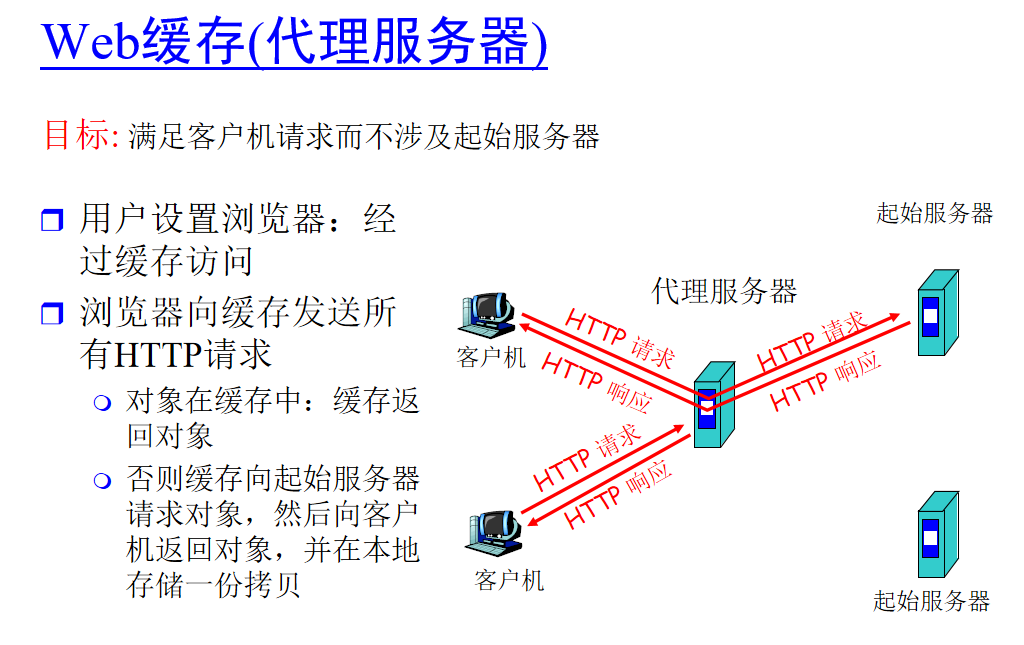 Web缓存(代理服务器)
目标: 满足客户机请求而不涉及起始服务器
用户设置浏览器：经
过缓存访问
浏览器向缓存发送所
有HTTP请求
对象在缓存中：缓存返
回对象
否则缓存向起始服务器
请求对象，然后向客户
机返回对象，并在本地
存储一份拷贝
起始服务器
代理服务器
客户机
HTTP 请求
HTTP 响应
HTTP 请求
HTTP 响应
HTTP 请求
HTTP 响应
客户机
起始服务器